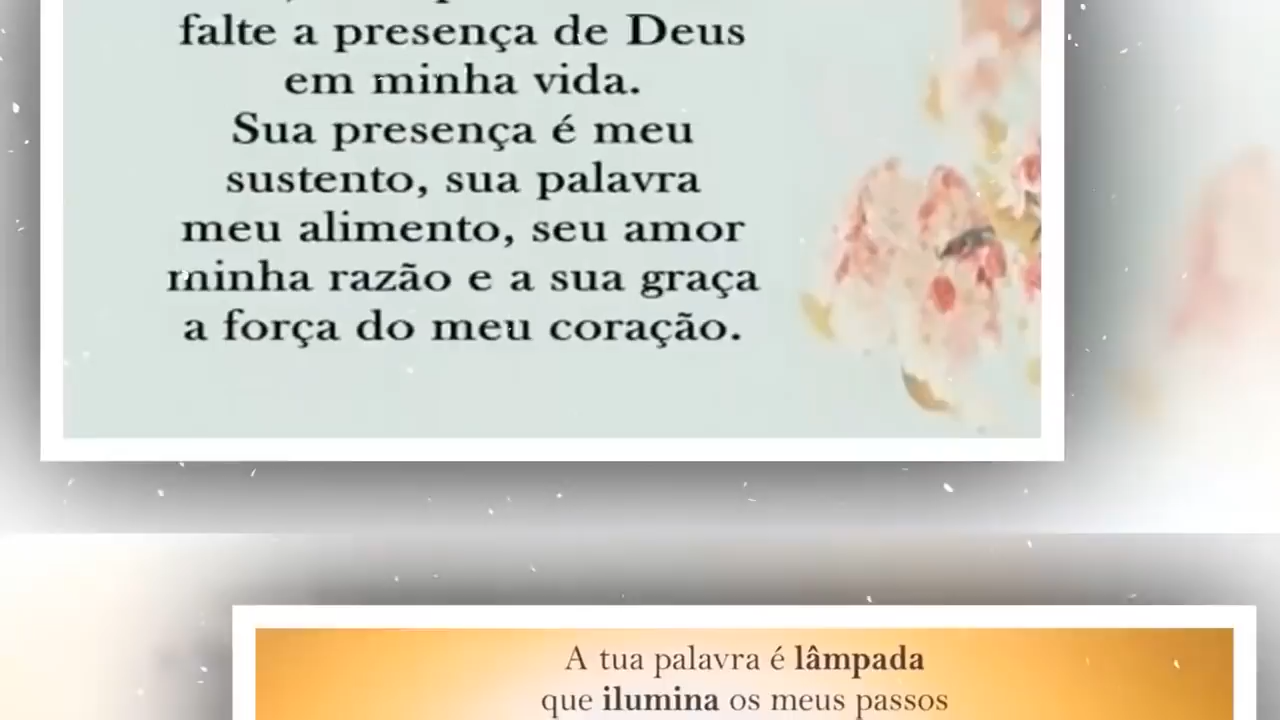 falte a presença de Deus
em minha vida.
Sua presença é meu
sustento, sua palavra
meu alimento, seu amor
minha razão e a sua graça
a força do meu coração.
A tua palavra é lâmpada
que ilumina os meus passos